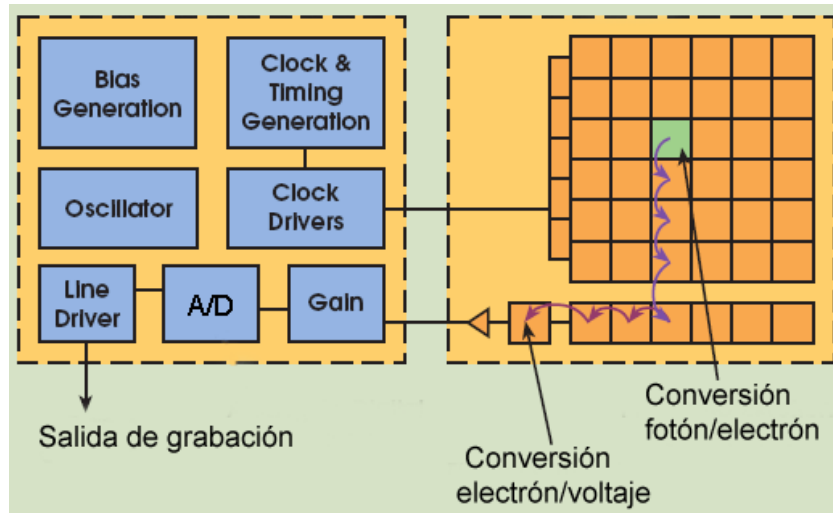 Bias
Generation
Clock &
Timing
Generation
Oscillator
Clock
Drivers
Line
Driver
A/D
Gain
Salida de grabación
Conversión
electrón/voltaje
Conversión
fotón/electrón